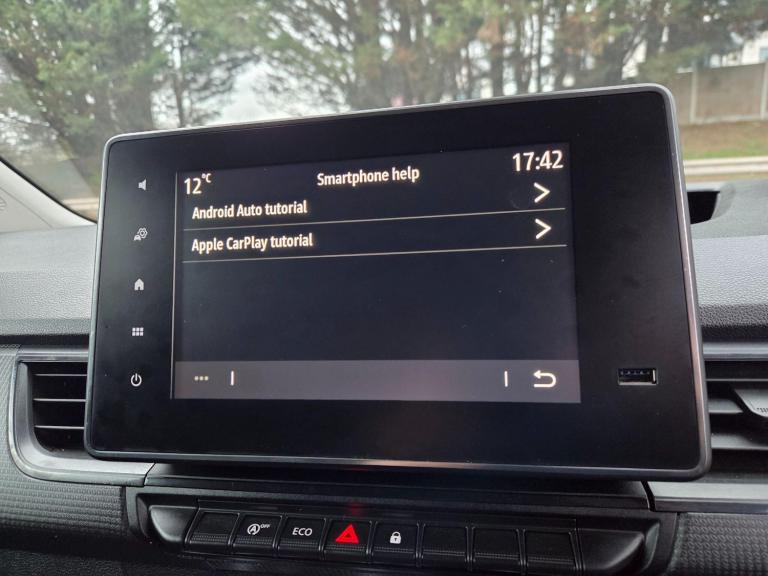 12°C Smartphone help 17:42
Android Auto tutorial
Apple CarPlay tutorial
A OFF ECO